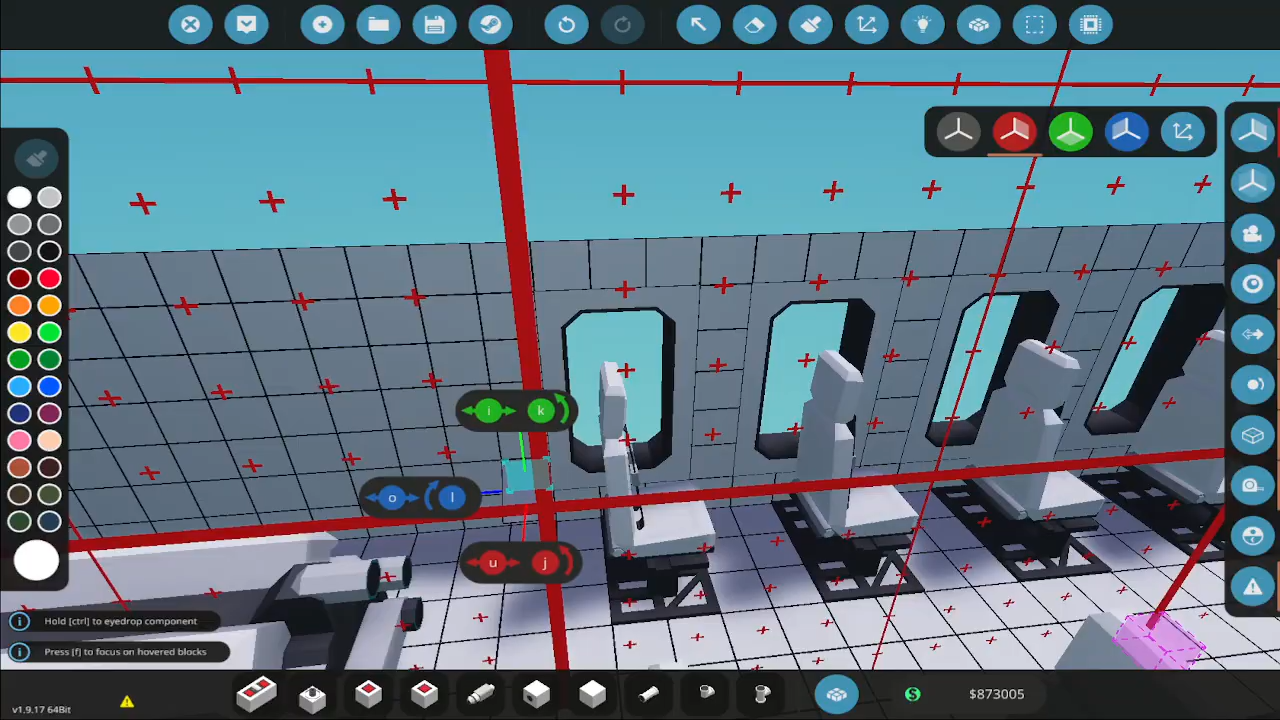 i k
o l
u j
Hold [ctrl] to eyedrop component
Press [f] to focus on hovered blocks
v1.9.17 64Bit
$873005